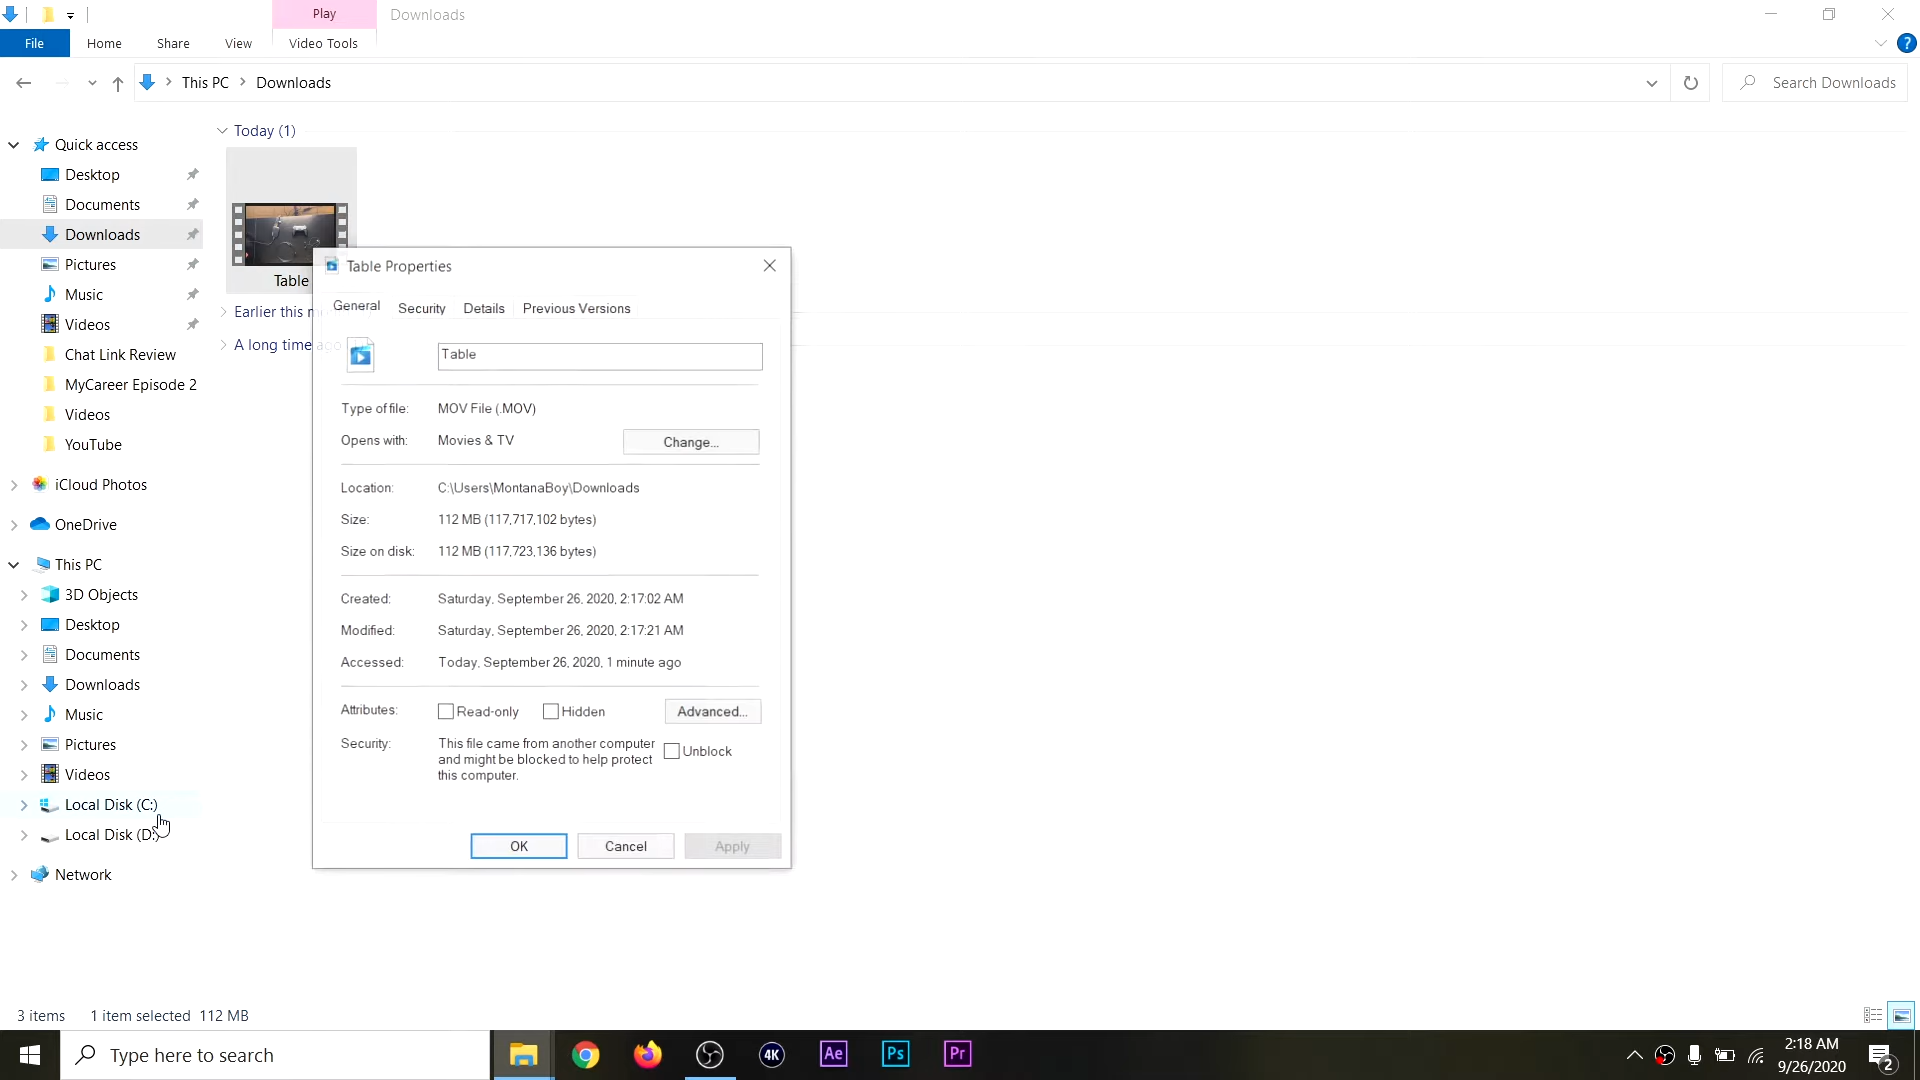 Play
Downloads
File
Home
Share
View
Video Tools
This PC
Downloads
Search Downloads
Quick access
Desktop
Documents
Downloads
Pictures
Music
Videos
Chat Link Review
MyCareer Episode 2
Videos
YouTube
iCloud Photos
OneDrive
This PC
3D Objects
Desktop
Documents
Downloads
Music
Pictures
Videos
Local Disk (C:)
Local Disk (D:)
Network
Today (1)
Table
Earlier this m
A long time ago
Table Properties
General
Security
Details
Previous Versions
Table
Type of file: MOV File (.MOV)
Opens with: Movies & TV
Change...
Location: C:\Users\MontanaBoy\Downloads
Size: 112 MB (117,717,102 bytes)
Size on disk: 112 MB (117,723,136 bytes)
Created: Saturday, September 26, 2020, 2:17:02 AM
Modified: Saturday, September 26, 2020, 2:17:21 AM
Accessed: Today, September 26, 2020, 1 minute ago
Attributes: Read-only Hidden Advanced...
Security: This file came from another computer
and might be blocked to help protect
this computer.
Unblock
OK
Cancel
Apply
3 items
1 item selected 112 MB
Type here to search
4K
Ae
Ps
Pr
2:18 AM
9/26/2020
2